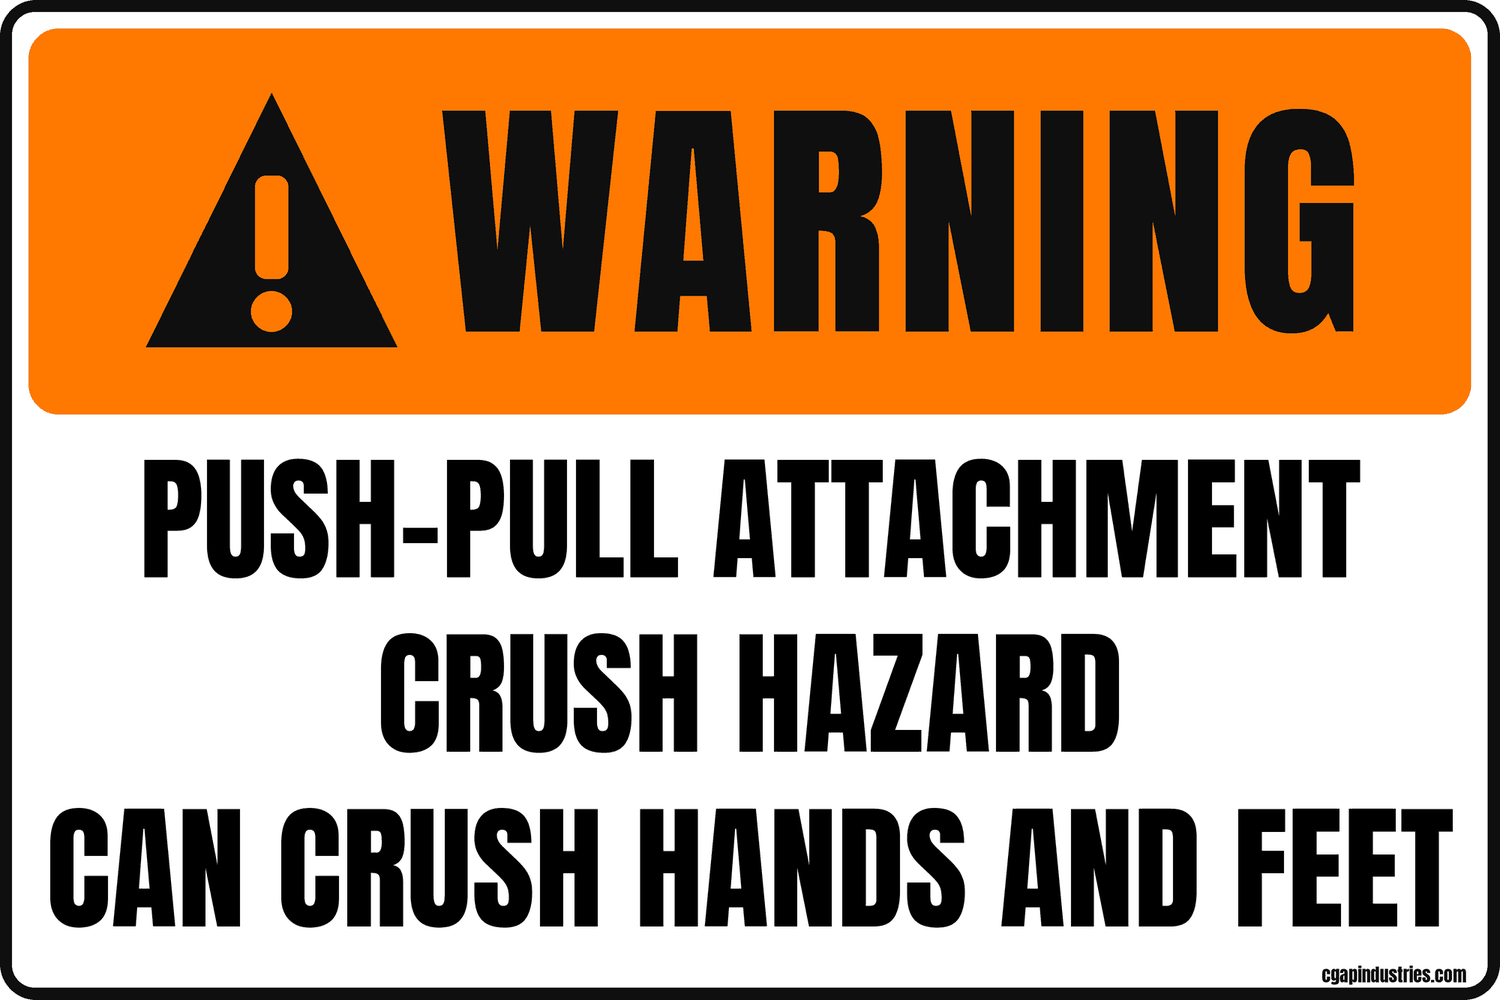 WARNING
PUSH-PULL ATTACHMENT
CRUSH HAZARD
CAN CRUSH HANDS AND FEET
cgapindustries.com